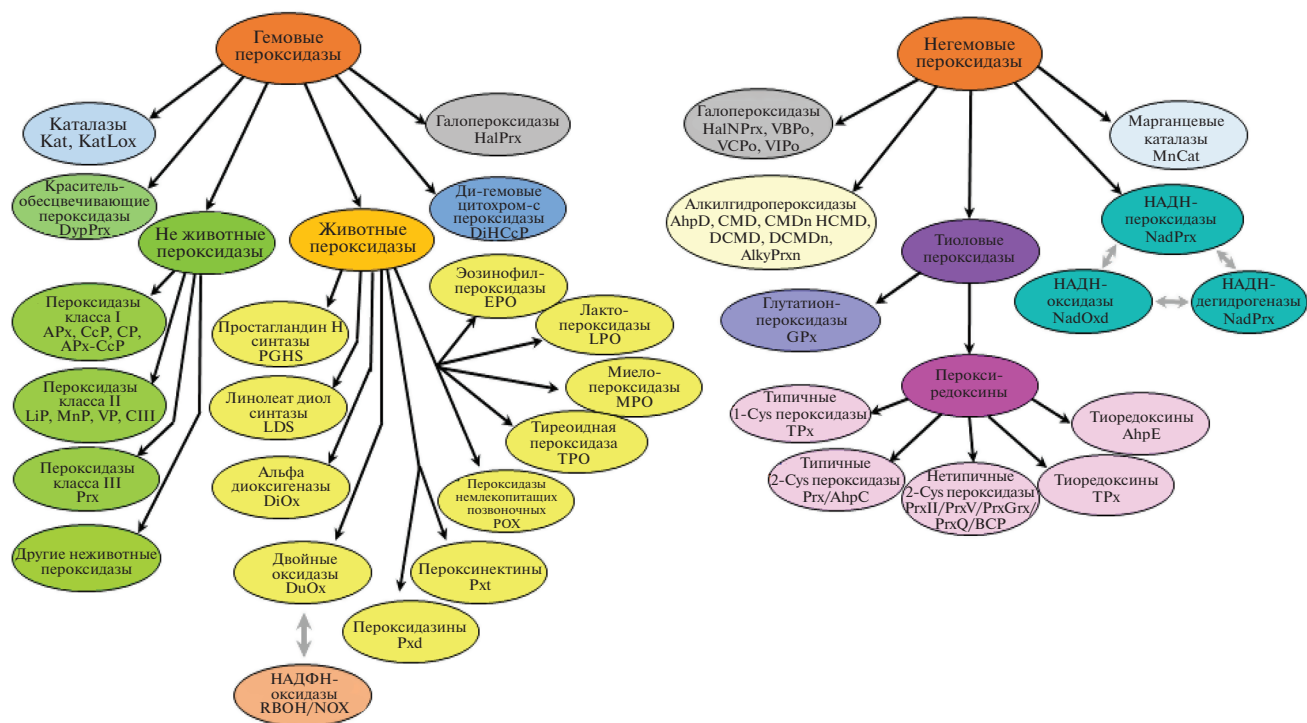 Гемовые
пероксидазы
Каталазы
Kat, KatLox
Галопероксидазы
HalPrx
Краситель-
обесцвечивающие
пероксидазы
DypPrx
Ди-гемовые
цитохром-с
пероксидазы
DiHCcP
Не животные
пероксидазы
Животные
пероксидазы
Пероксидазы
класса I
APx, CcP, CP,
APx-CcP
Пероксидазы
класса II
LiP, MnP, VP, CIII
Пероксидазы
класса III
Prx
Другие неживотные
пероксидазы
Простагландин H
синтазы
PGHS
Линолеат диол
синтазы
LDS
Альфа
диоксигеназы
DiOx
Двойные
оксидазы
DuOx
НАДФН-
оксидазы
RBOH/NOX
Эозинофил-
пероксидазы
EPO
Лакто-
пероксидазы
LPO
Миело-
пероксидазы
MPO
Тиреоидная
пероксидаза
TPO
Пероксидазы
немлекопитащих
позвоночных
POX
Пероксинектины
Pxt
Пероксидазины
Pxd
Негемовые
пероксидазы
Галопероксидазы
HalNPrx, VBPo,
VCPo, VIPo
Марганцевые
каталазы
MnCat
Алкилгидропероксидазы
AhpD, CMD, CMDn HCMD,
DCMD, DCMDn,
AlkyPrxn
Тиоловые
пероксидазы
НАДН-
пероксидазы
NadPrx
НАДН-
оксидазы
NadOxd
НАДН-
дегидрогеназы
NadPrx
Глутатион-
пероксидазы
GPx
Перокси-
редоксины
Типичные
1-Cys пероксидазы
TPx
Типичные
2-Cys пероксидазы
Prx/AhpC
Нетипичные
2-Cys пероксидазы
PrxII/PrxV/PrxGrx/
PrxQ/BCP
Тиоредоксины
TPx
Тиоредоксины
AhpE